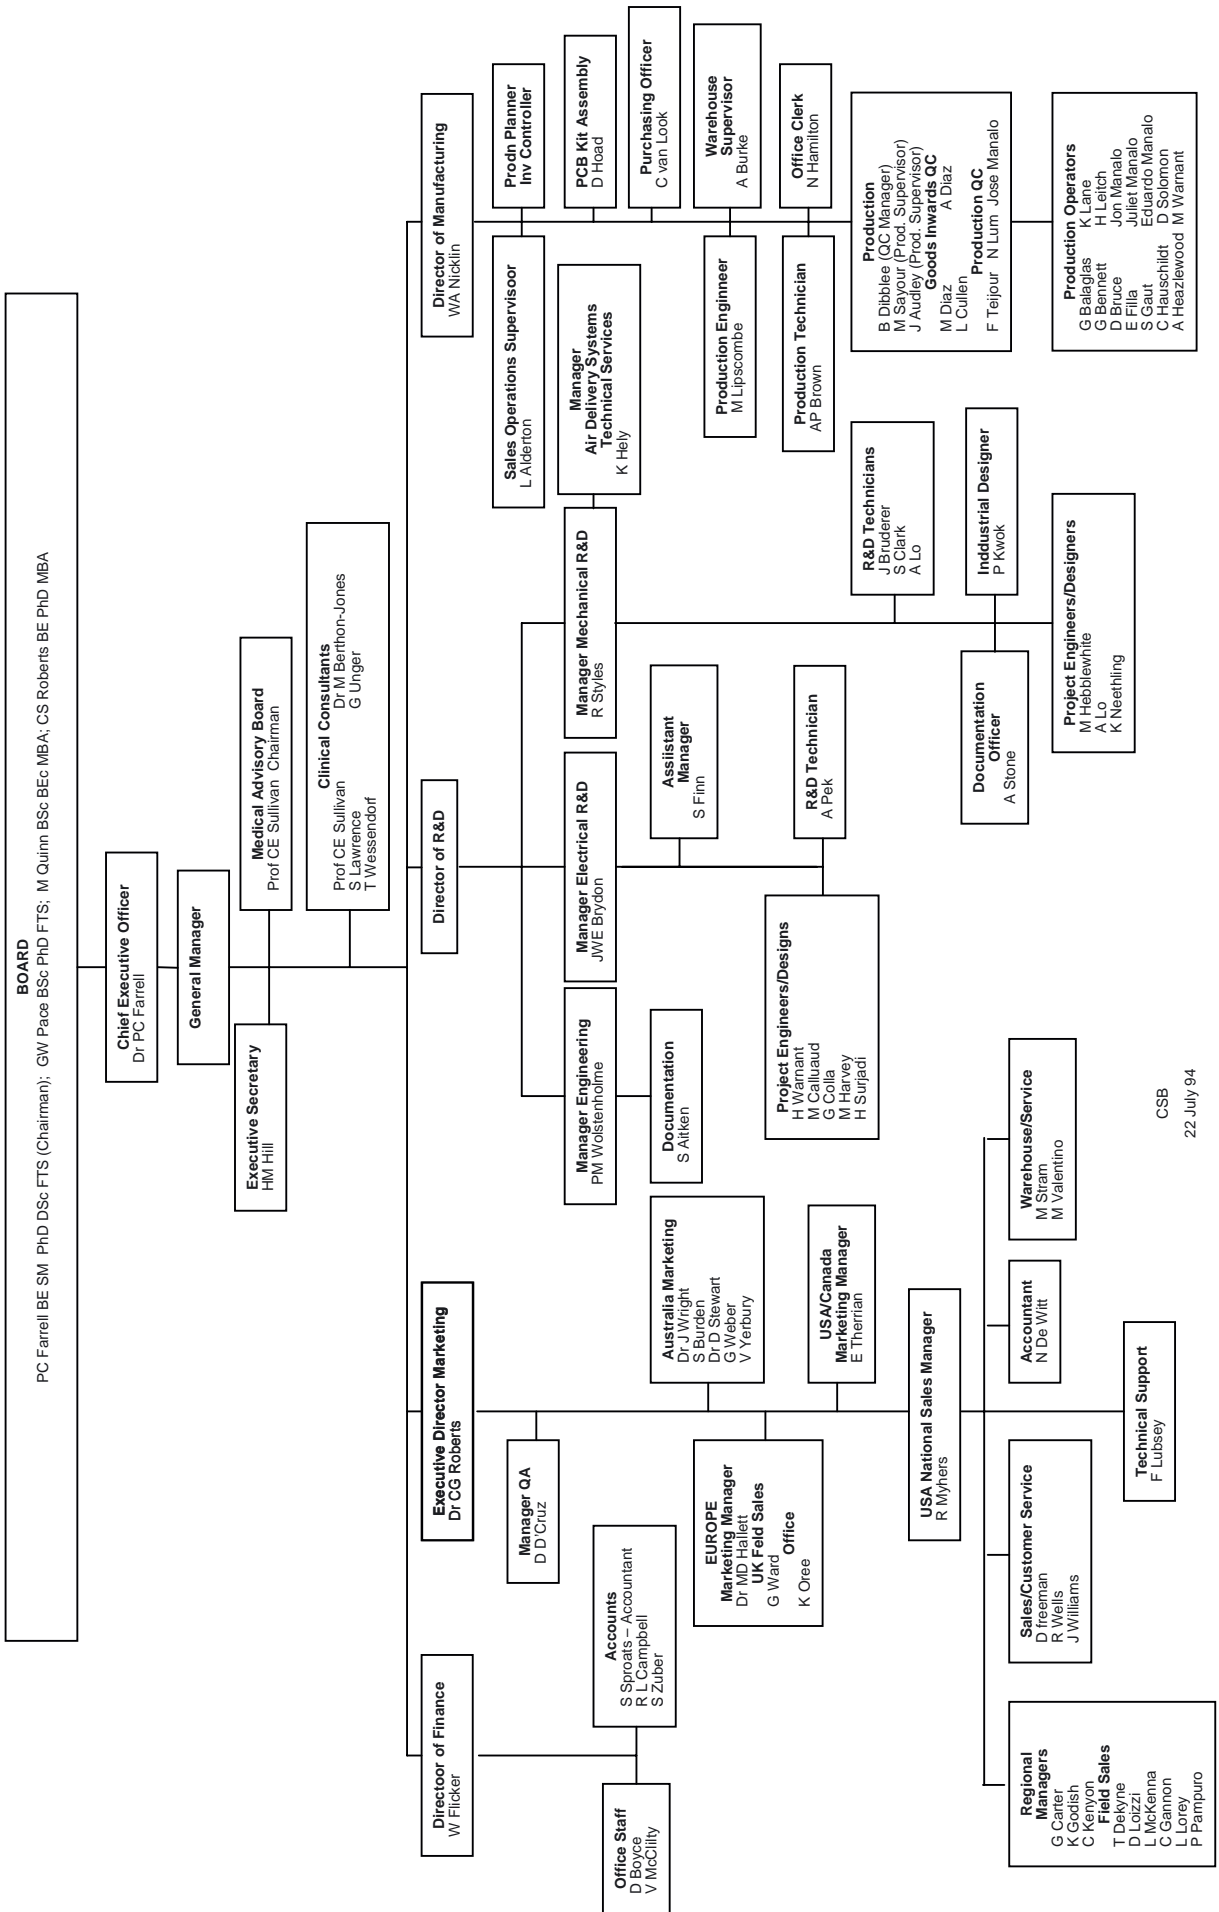 BOARD
PC Farrell BE SM PhD DSc FTS (Chairman); GW Pace BSc PhD FTS; M Quinn BSc BEc MBA; CS Roberts BE PhD MBA
Chief Executive Officer
Dr PC Farrell
General Manager
Executive Secretary
HM Hill
Medical Advisory Board
Prof CE Sullivan Chairman
Clinical Consultants
Prof CE Sullivan Dr M Berthon-Jones
S Lawrence G Unger
T Wessendorf
Directoor of Finance
W Flicker
Office Staff
D Boyce
V McClilty
Accounts
S Sproats – Accountant
R L Campbell
S Zuber
Executive Director Marketing
Dr CG Roberts
Manager QA
D D'Cruz
Australia Marketing
Dr J Wright
S Burden
Dr D Stewart
G Weber
V Yerbury
EUROPE
Marketing Manager
Dr MD Hallett
UK Feld Sales
G Ward
Office
K Oree
USA/Canada
Marketing Manager
E Therrian
USA National Sales Manager
R Myhers
Regional
Managers
G Carter
K Godish
C Kenyon
Field Sales
T Dekyne
D Loizzi
L McKenna
C Gannon
L Lorey
P Pampuro
Sales/Customer Service
D freeman
R Wells
J Williams
Accountant
N De Witt
Warehouse/Service
M Stram
M Valentino
Technical Support
F Lubsey
Director of R&D
Manager Engineering
PM Wolstenholme
Documentation
S Aitken
Manager Electrical R&D
JWE Brydon
Assistant
Manager
S Finn
Project Engineers/Designs
H Warnant
M Calluaud
G Colla
M Harvey
H Surjadi
R&D Technician
A Pek
Manager Mechanical R&D
R Styles
Manager
Air Delivery Systems
Technical Services
K Hely
R&D Technicians
J Bruderer
S Clark
A Lo
Documentation
Officer
A Stone
Inddustrial Designer
P Kwok
Project Engineers/Designers
M Hebblewhite
A Lo
K Neethling
Director of Manufacturing
WA Nicklin
Sales Operations Supervisoor
L Alderton
Prodn Planner
Inv Controller
PCB Kit Assembly
D Hoad
Purchasing Officer
C van Look
Production Engineer
M Lipscombe
Warehouse
Supervisor
A Burke
Production Technician
AP Brown
Office Clerk
N Hamilton
Production
B Dibblee (QC Manager)
M Sayour (Prod. Supervisor)
J Audley (Prod. Supervisor)
Goods Inwards QC
M Diaz A Diaz
L Cullen
Production QC
F Teijour N Lum Jose Manalo
Production Operators
G Balaglas K Lane
G Bennett H Leitch
D Bruce Jon Manalo
E Filla Juliet Manalo
S Gaut Eduardo Manalo
C Hauschildt D Solomon
A Heazlewood M Warnant
CSB
22 July 94